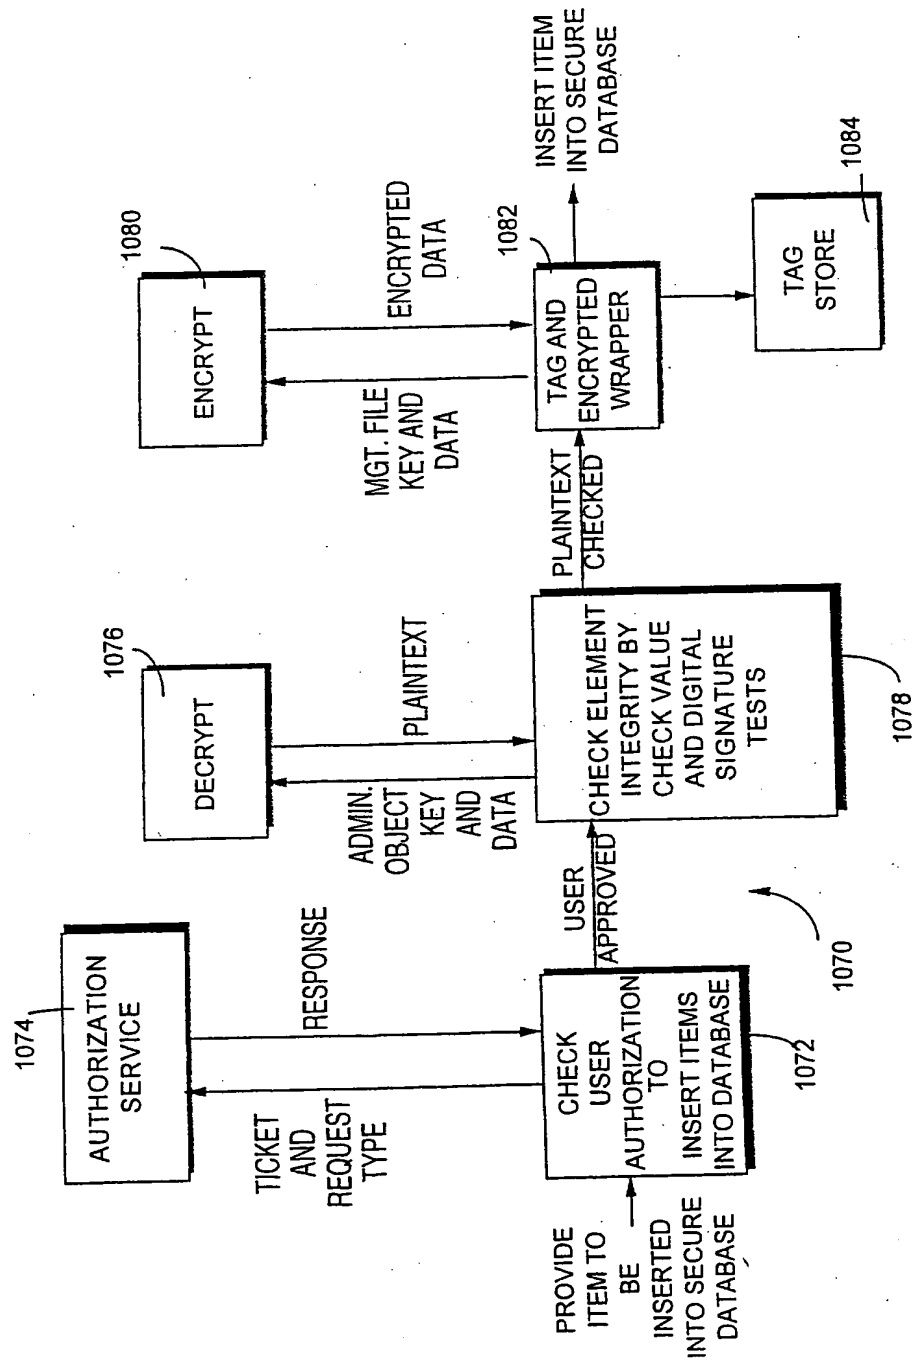 1074
AUTHORIZATION
SERVICE
TICKET
AND
REQUEST
TYPE
RESPONSE
PROVIDE
ITEM TO
BE
INSERTED
INTO SECURE
DATABASE
CHECK
USER
AUTHORIZATION
TO
INSERT ITEMS
INTO DATABASE
1072
1070
USER
APPROVED
1076
DECRYPT
ADMIN.
OBJECT
KEY
AND
DATA
PLAINTEXT
CHECK ELEMENT
INTEGRITY BY
CHECK VALUE
AND DIGITAL
SIGNATURE
TESTS
1078
PLAINTEXT
CHECKED
1080
ENCRYPT
MGT. FILE
KEY AND
DATA
ENCRYPTED
DATA
1082
TAG AND
ENCRYPTED
WRAPPER
INSERT ITEM
INTO SECURE
DATABASE
TAG
STORE
1084